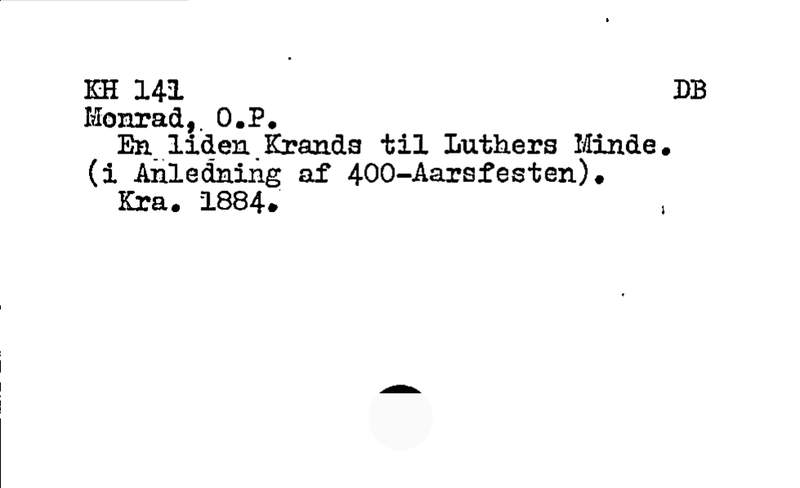 KH 141 DB
Monrad, O.P.
En liden Krands til Luthers Minde.
(i Anledning af 400-Aarsfesten).
Kra. 1884.